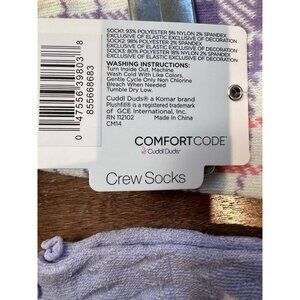 SOCK1: 93% POLYESTER 5% NYLON 2% SPANDEX
EXCLUSIVE OF ELASTIC EXCLUSIVE OF DECORATION
SOCK2: 98% POLYESTER 2% SPANDEX
EXCLUSIVE OF ELASTIC EXCLUSIVE OF DECORATION
SOCK3: 80% POLYESTER 18% NYLON 2% SPANDEX
EXCLUSIVE OF ELASTIC EXCLUSIVE OF DECORATION
WASHING INSTRUCTIONS:
Turn Inside Out, Machine
Wash Cold With Like Colors,
Gentle Cycle Only Non Chlorine
Bleach When Needed
Tumble Dry Low.
Cuddl Duds® a Komar brand
Plushfill® is a registered trademark
of GCE International, Inc.
RN 112102 Made In China
CM14
0 47556 39803 8
855668683
COMFORTCODE
Cuddl Duds
Crew Socks